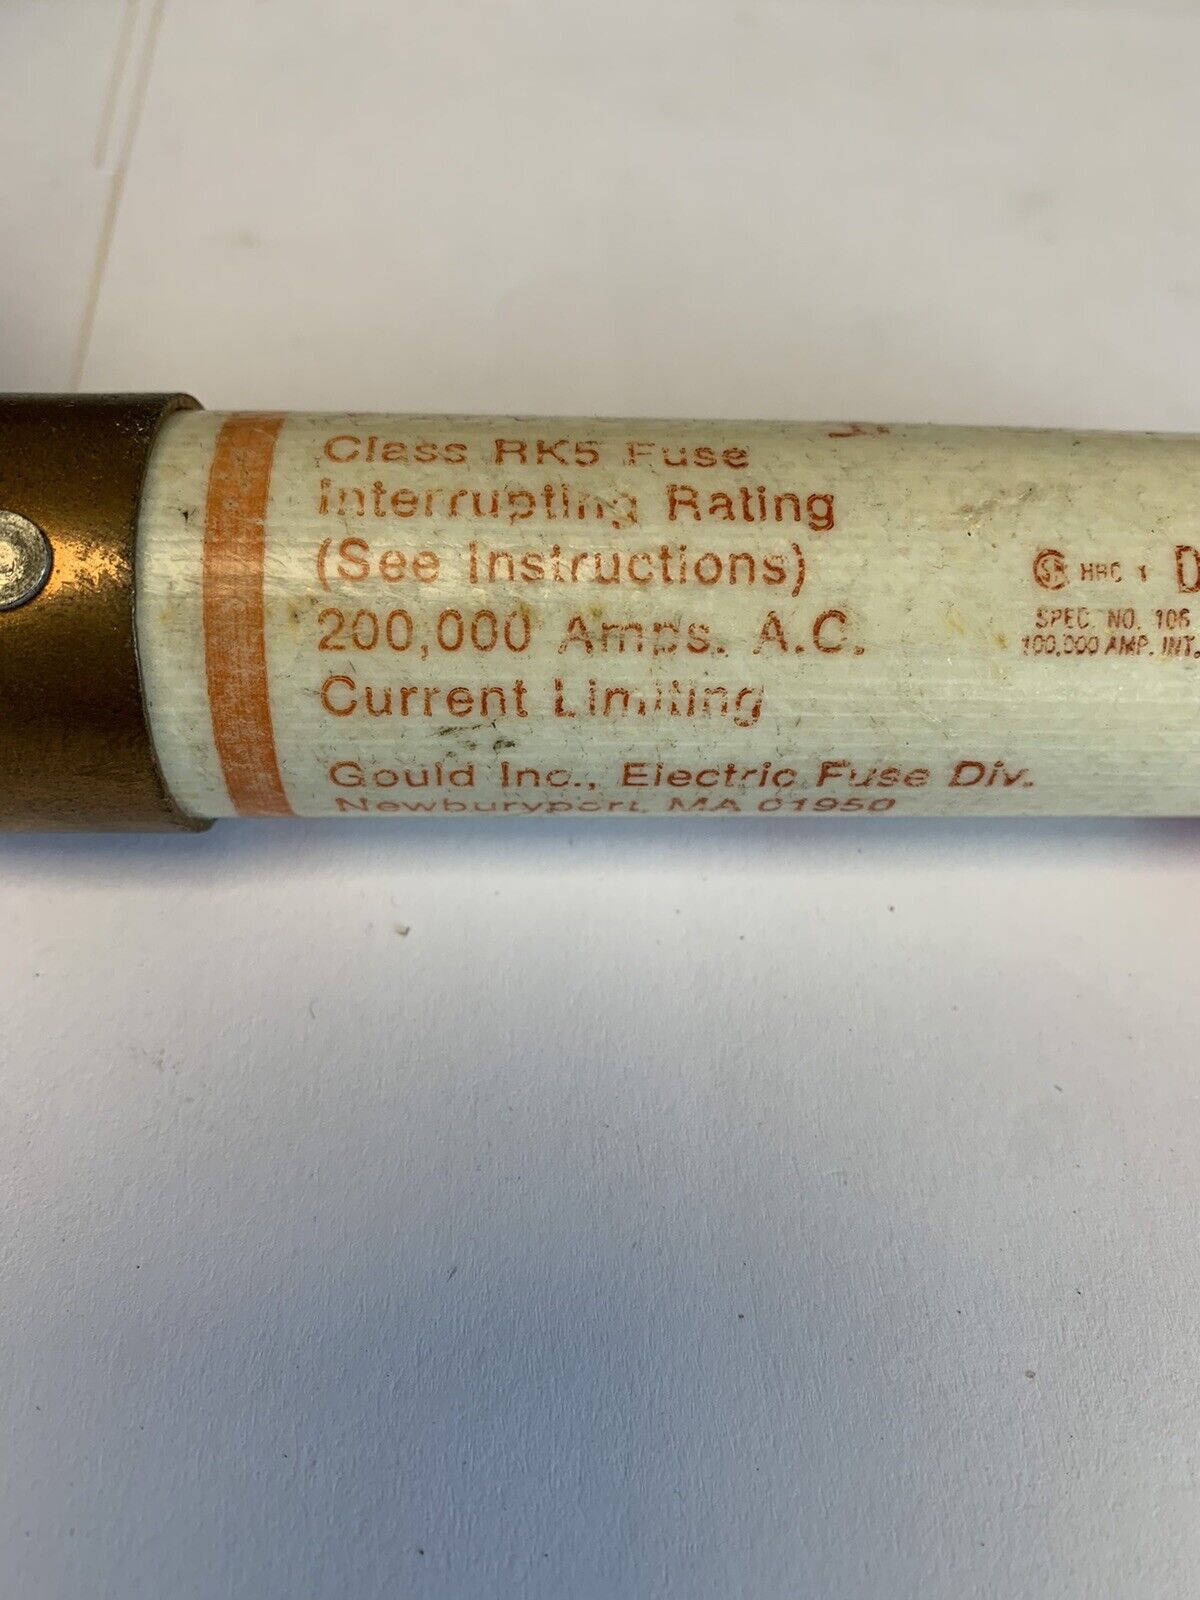 Class RK5 Fuse
Interrupting Rating
(See Instructions)
200,000 Amps. A.C.
Current Limiting
Gould Inc., Electric Fuse Div.
Newburyport, MA 01950
HRC 1 D
SPEC. NO. 106
100,000 AMP. INT.